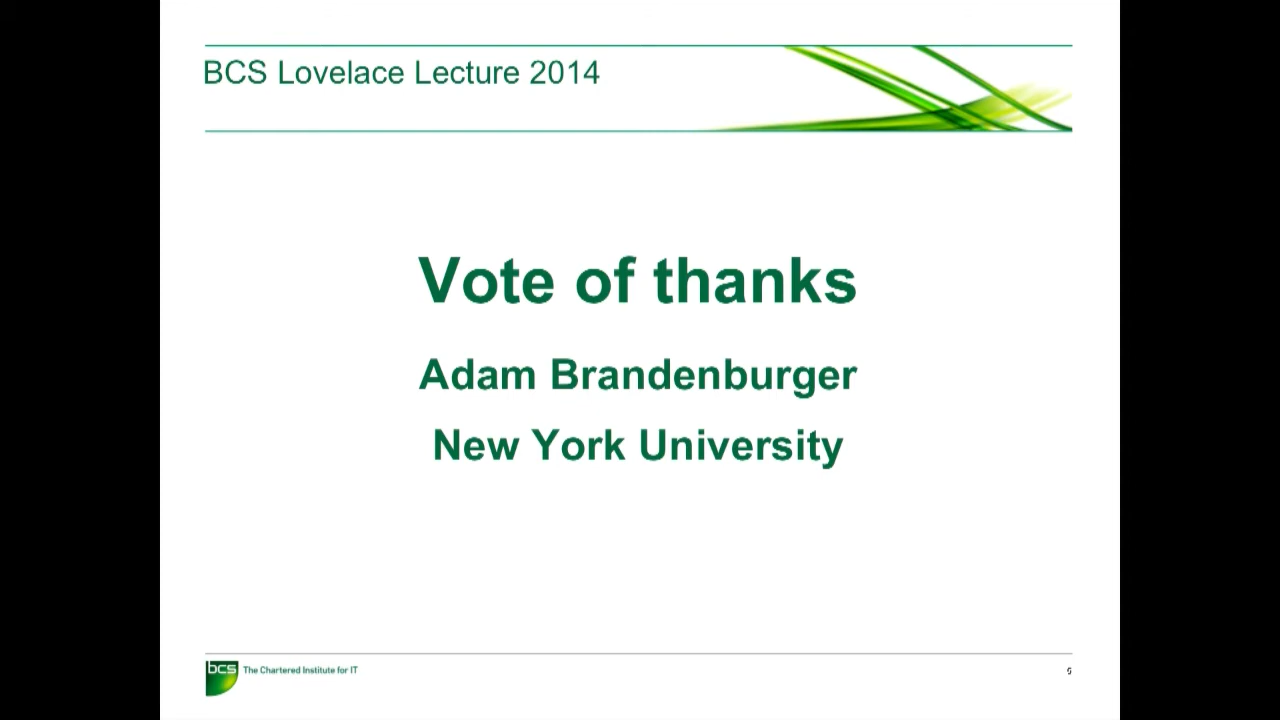 BCS Lovelace Lecture 2014
Vote of thanks
Adam Brandenburger
New York University
bcs The Chartered Institute for IT